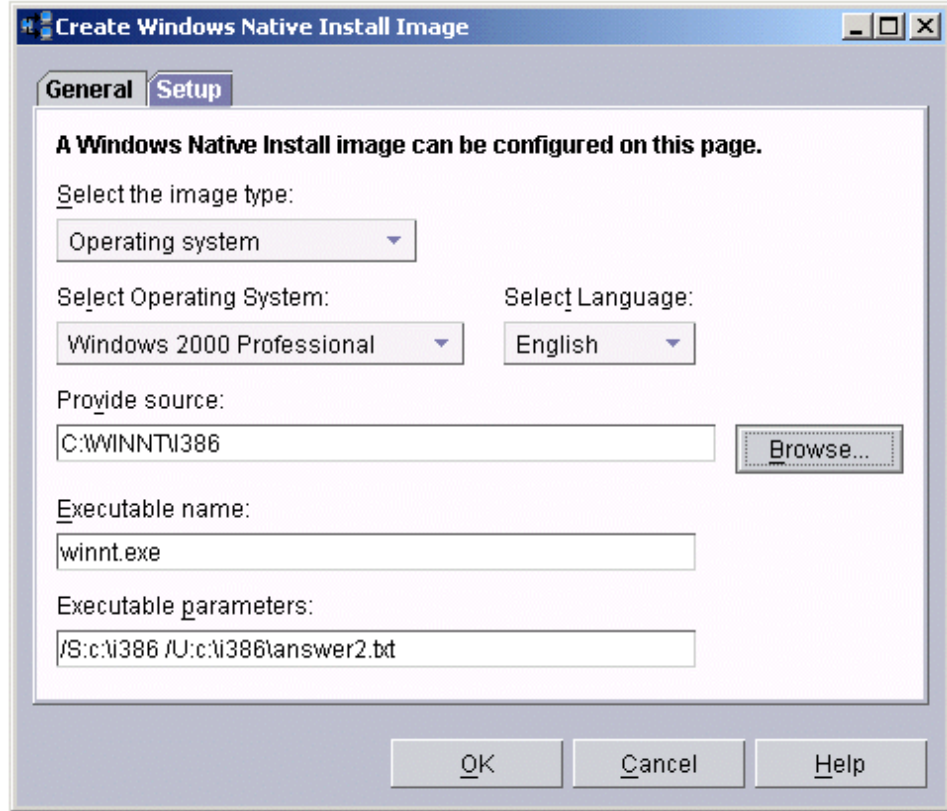 Create Windows Native Install Image
General Setup
A Windows Native Install image can be configured on this page.
Select the image type:
Operating system
Select Operating System: Select Language:
Windows 2000 Professional English
Provide source:
C:\WINNT\I386 Browse...
Executable name:
winnt.exe
Executable parameters:
/S:c:\i386 /U:c:\i386\answer2.txt
OK Cancel Help